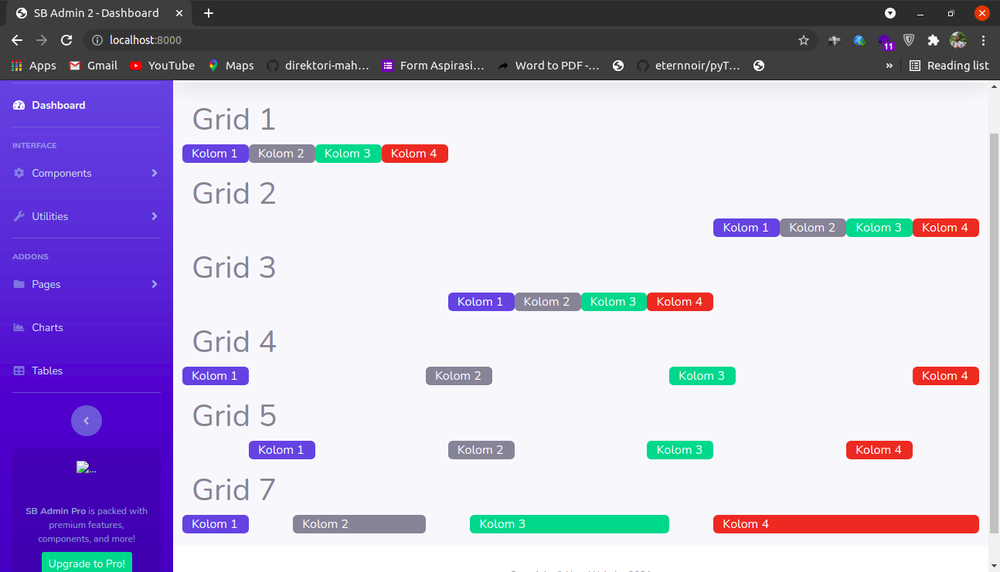 SB Admin 2 - Dashboard
localhost:8000
11
Apps Gmail YouTube Maps direktori-mah... Form Aspirasi... Word to PDF -... eternnoir/pyT... » Reading list
Dashboard
INTERFACE
Components
Utilities
ADDONS
Pages
Charts
Tables
...
SB Admin Pro is packed with
premium features,
components, and more!
Upgrade to Pro!
Grid 1
Kolom 1 Kolom 2 Kolom 3 Kolom 4
Grid 2
Kolom 1 Kolom 2 Kolom 3 Kolom 4
Grid 3
Kolom 1 Kolom 2 Kolom 3 Kolom 4
Grid 4
Kolom 1 Kolom 2 Kolom 3 Kolom 4
Grid 5
Kolom 1 Kolom 2 Kolom 3 Kolom 4
Grid 7
Kolom 1 Kolom 2 Kolom 3 Kolom 4